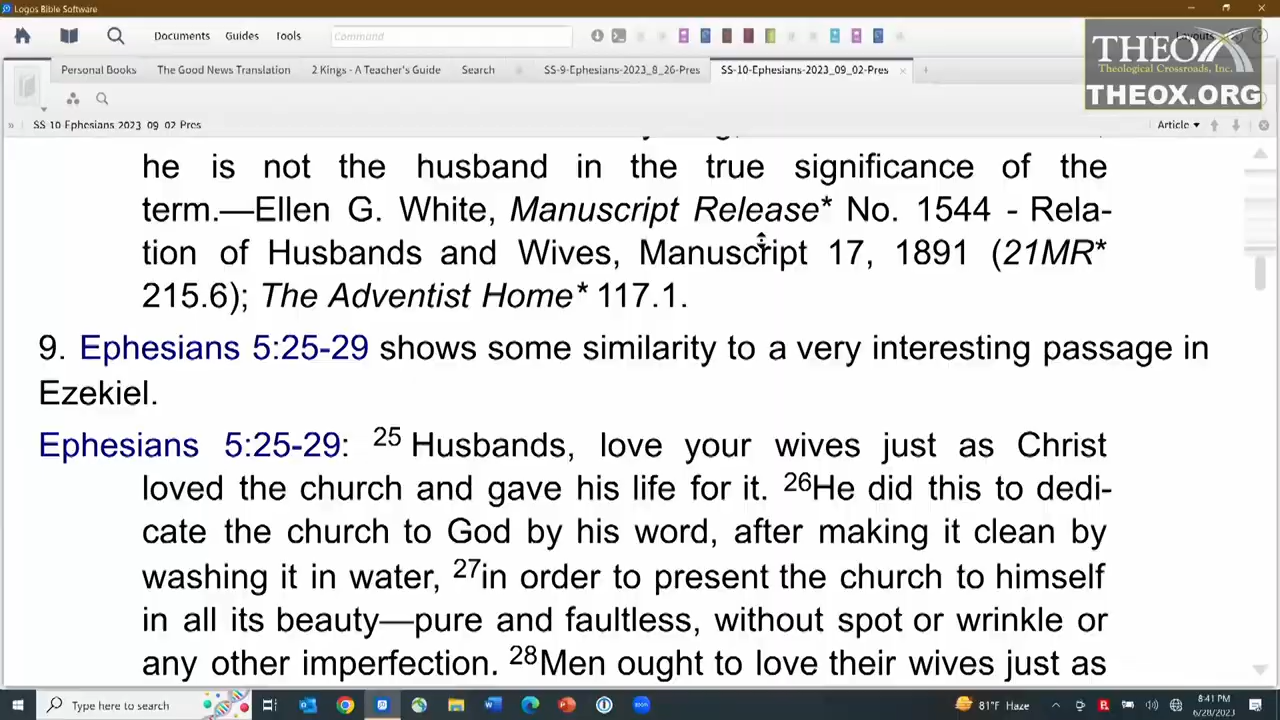 Logos Bible Software
Documents Guides Tools Command Layouts
THEOX
Theological Crossroads, Inc.
THEOX.ORG
Personal Books The Good News Translation 2 Kings - A Teacher's Guide Search SS-9-Ephesians-2023_8_26-Pres SS-10-Ephesians-2023_09_02-Pres
SS-10-Ephesians-2023_09_02-Pres Article
he is not the husband in the true significance of the
term.—Ellen G. White, Manuscript Release* No. 1544 - Rela-
tion of Husbands and Wives, Manuscript 17, 1891 (21MR*
215.6); The Adventist Home* 117.1.
9. Ephesians 5:25-29 shows some similarity to a very interesting passage in
Ezekiel.
Ephesians 5:25-29: 25 Husbands, love your wives just as Christ
loved the church and gave his life for it. 26He did this to dedi-
cate the church to God by his word, after making it clean by
washing it in water, 27in order to present the church to himself
in all its beauty—pure and faultless, without spot or wrinkle or
any other imperfection. 28Men ought to love their wives just as
Type here to search 81°F Haze 8:41 PM
6/28/2023